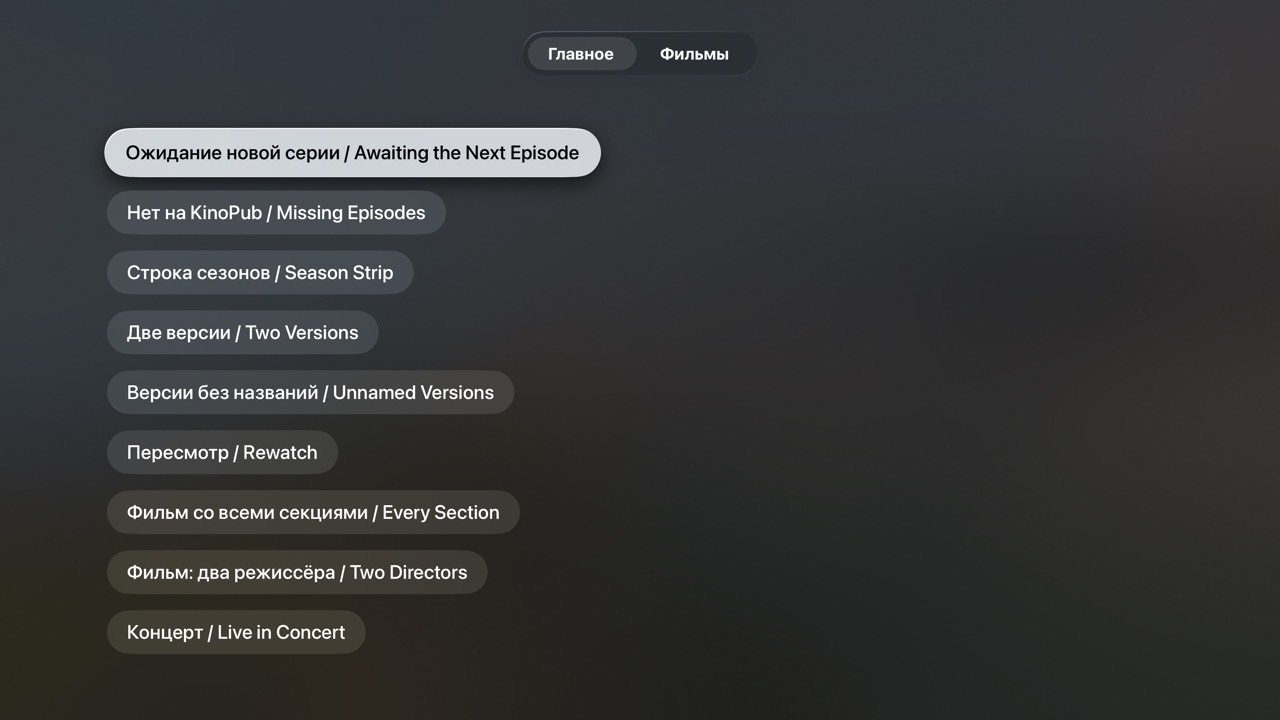 Главное
Фильмы
Ожидание новой серии / Awaiting the Next Episode
Нет на KinoPub / Missing Episodes
Строка сезонов / Season Strip
Две версии / Two Versions
Версии без названий / Unnamed Versions
Пересмотр / Rewatch
Фильм со всеми секциями / Every Section
Фильм: два режиссёра / Two Directors
Концерт / Live in Concert